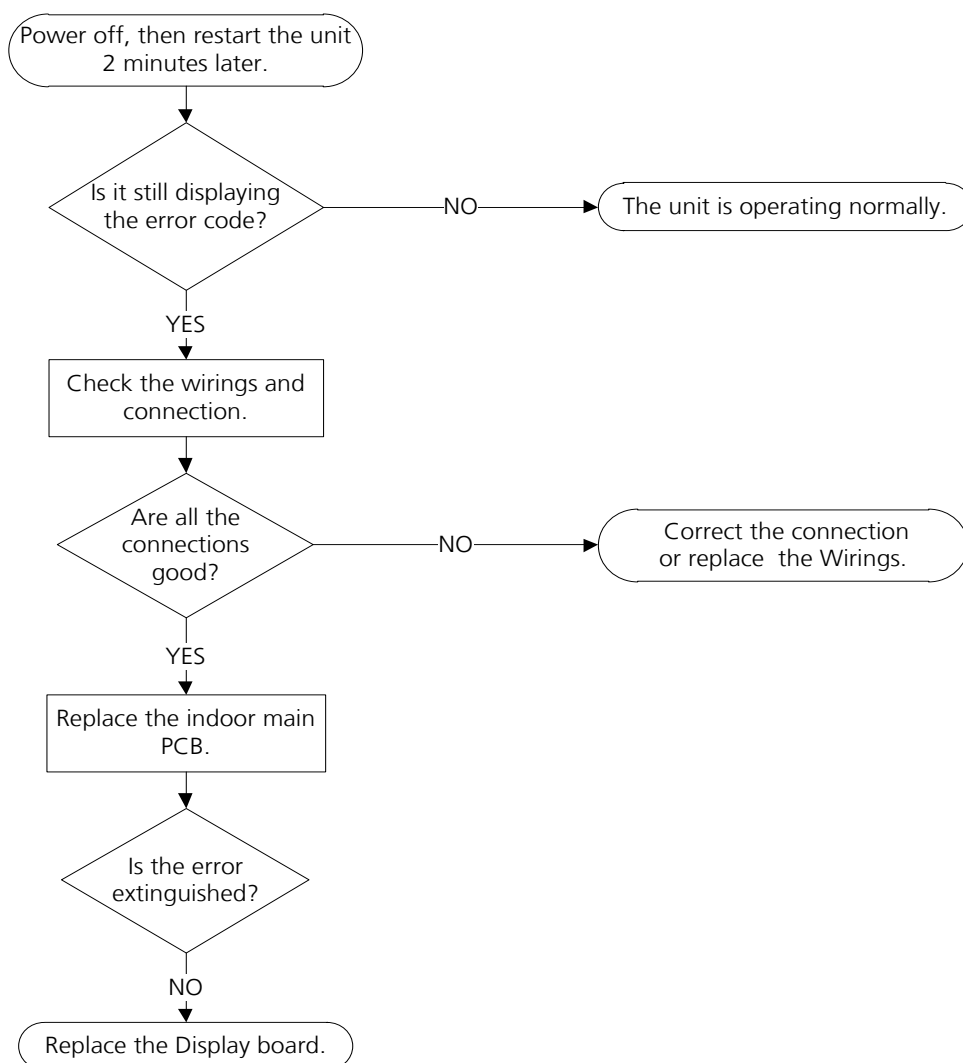 Power off, then restart the unit
2 minutes later.
Is it still displaying
the error code?
NO
The unit is operating normally.
YES
Check the wirings and
connection.
Are all the
connections
good?
NO
Correct the connection
or replace  the Wirings.
YES
Replace the indoor main
PCB.
Is the error
extinguished?
NO
Replace the Display board.